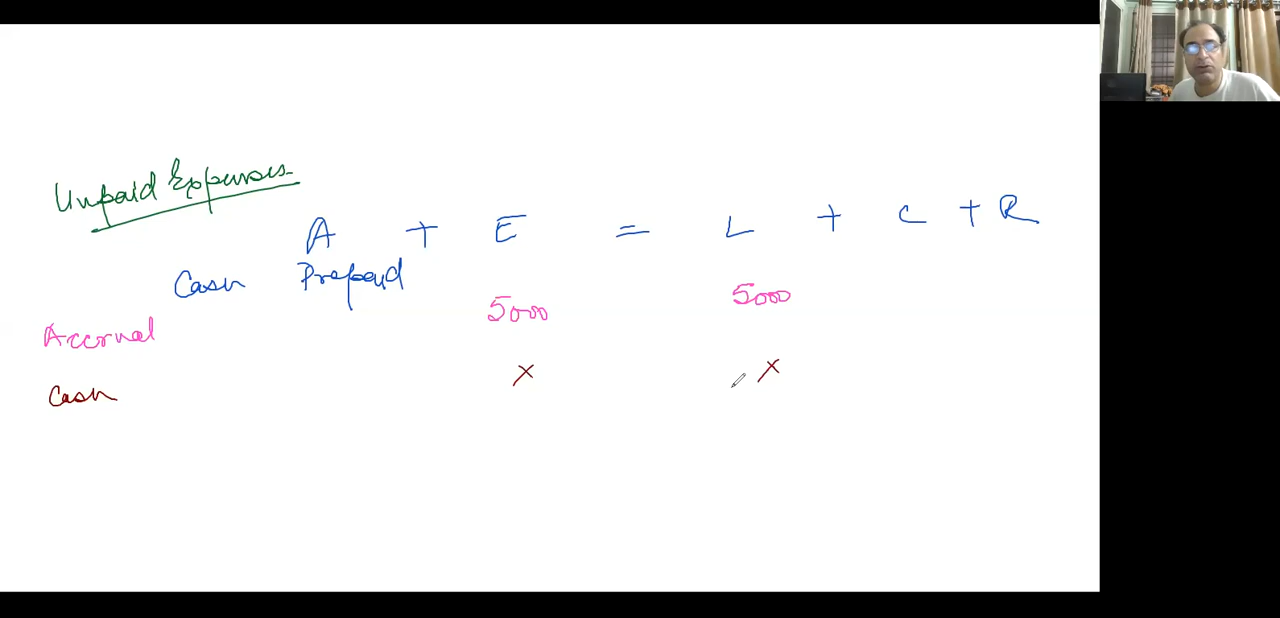 Unpaid Expenses
A + E = L + C + R
Cash Prepaid
5000 5000
Accrual
X X
Cash